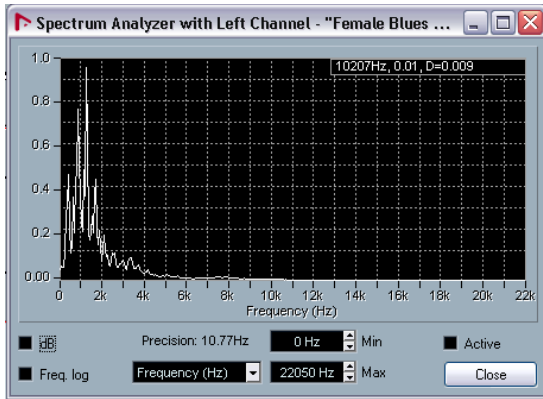 Spectrum Analyzer with Left Channel - "Female Blues ...
10207Hz, 0.01, D=0.009
1.0
0.8
0.6
0.4
0.2
0.00
0 2k 4k 6k 8k 10k 12k 14k 16k 18k 20k 22k
Frequency (Hz)
dB Precision: 10.77Hz 0 Hz Min Active
Freq. log Frequency (Hz) 22050 Hz Max Close